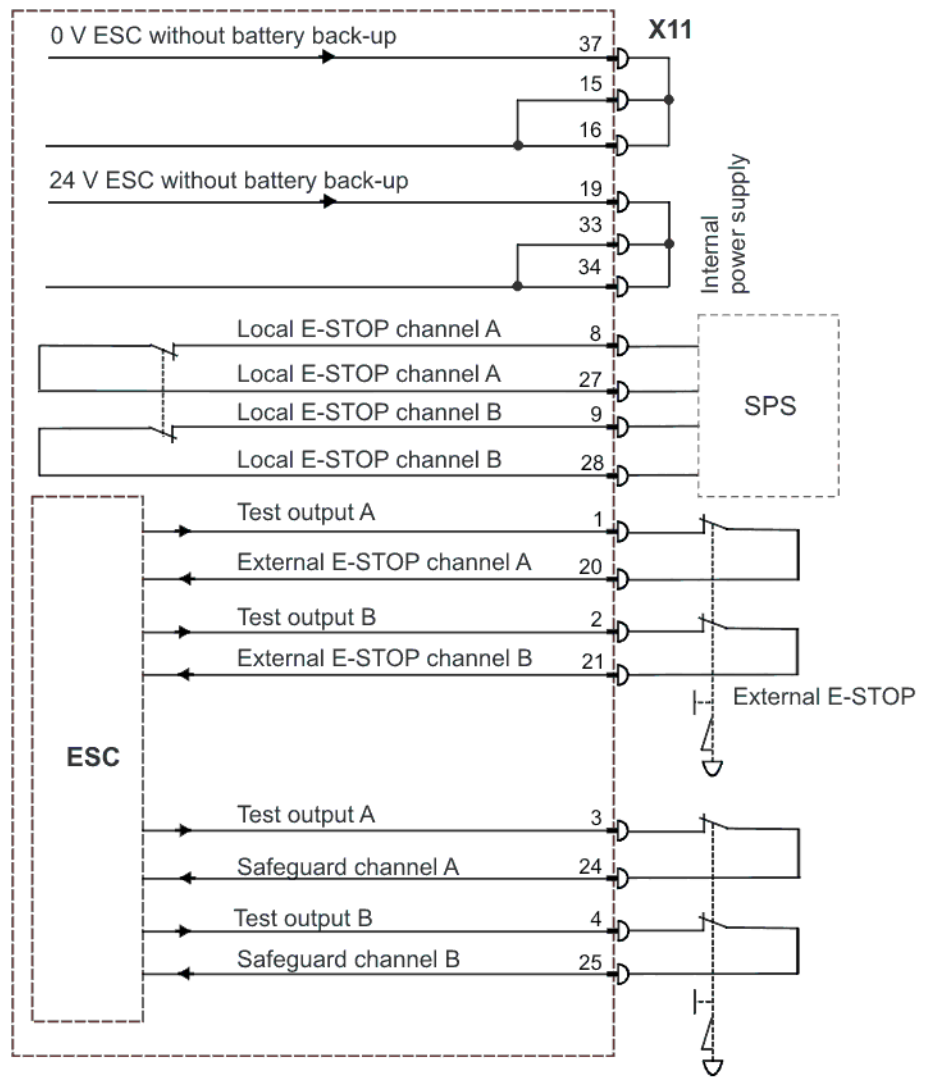 0 V ESC without battery back-up
37
X11
15
16
24 V ESC without battery back-up
19
33
34
Internal
power supply
Local E-STOP channel A
8
Local E-STOP channel A
27
SPS
Local E-STOP channel B
9
Local E-STOP channel B
28
Test output A
1
External E-STOP channel A
20
Test output B
2
External E-STOP channel B
21
External E-STOP
ESC
Test output A
3
Safeguard channel A
24
Test output B
4
Safeguard channel B
25